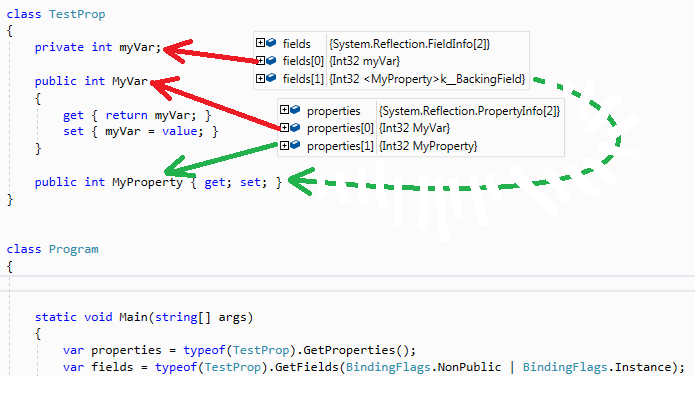 class TestProp
{
private int myVar;
fields {System.Reflection.FieldInfo[2]}
fields[0] {Int32 myVar}
fields[1] {Int32 <MyProperty>k__BackingField}
public int MyVar
{
get { return myVar; }
set { myVar = value; }
}
properties {System.Reflection.PropertyInfo[2]}
properties[0] {Int32 MyVar}
properties[1] {Int32 MyProperty}
public int MyProperty { get; set; }
}
class Program
{
static void Main(string[] args)
{
var properties = typeof(TestProp).GetProperties();
var fields = typeof(TestProp).GetFields(BindingFlags.NonPublic | BindingFlags.Instance);